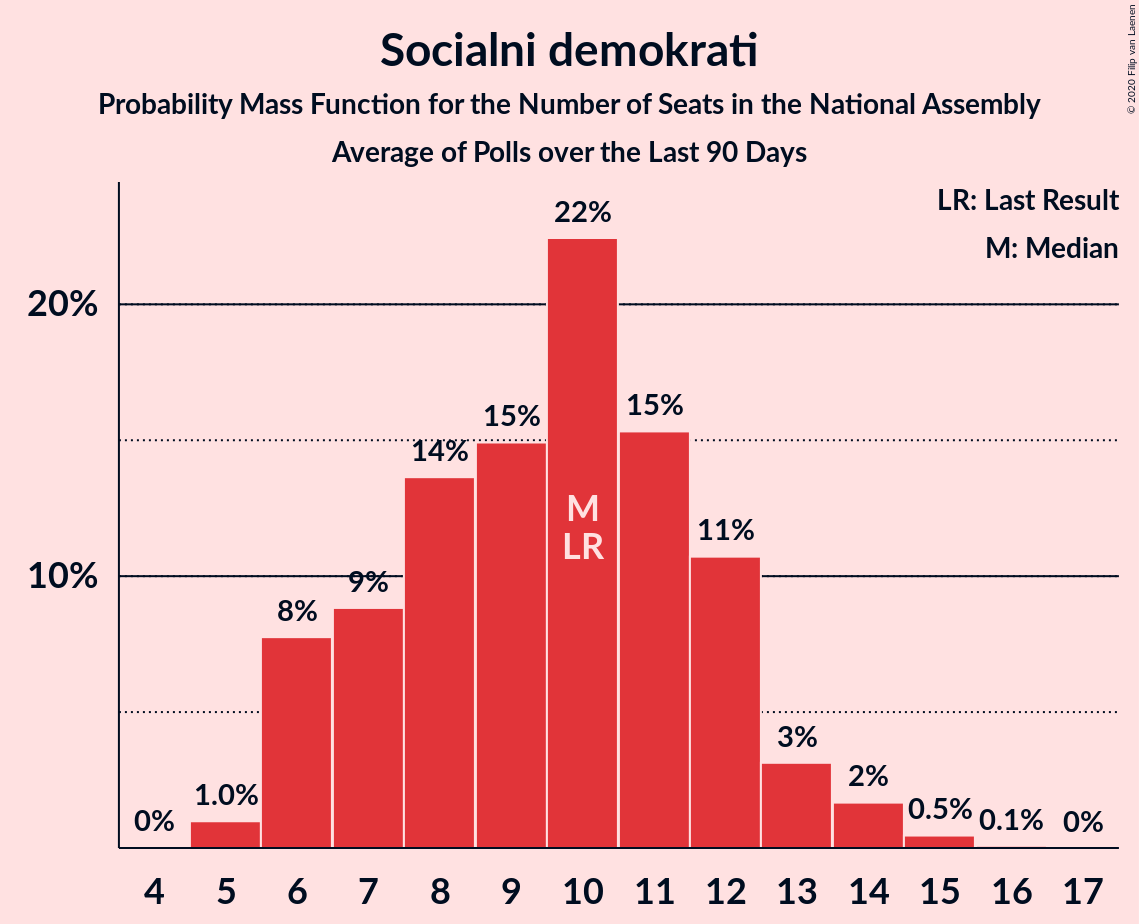 Socialni demokrati
Probability Mass Function for the Number of Seats in the National Assembly
Average of Polls over the Last 90 Days
© 2020 Filip van Laenen
LR: Last Result
M: Median
20%
10%
0%
1.0%
8%
9%
14%
15%
22%
15%
11%
3%
2%
0.5%
0.1%
0%
M
LR
4 5 6 7 8 9 10 11 12 13 14 15 16 17